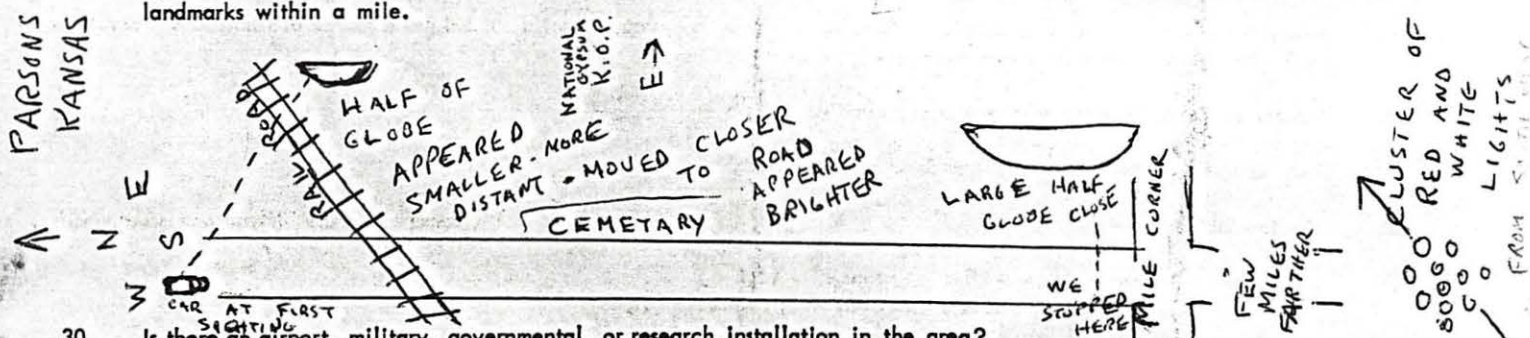 landmarks within a mile.
PARSONS
KANSAS
N
S
E
W
CAR AT FIRST
SIGHTING
RAIL ROAD
HALF OF
GLOBE
APPEARED
SMALLER - MORE
DISTANT - MOVED CLOSER
TO ROAD
APPEARED
BRIGHTER
CEMETARY
NATIONAL
GYPSUM
K.O.P.
E →
LARGE HALF
GLOBE CLOSE
WE
STOPPED
HERE
MILE CORNER
FEW
MILES
FARTHER
CLUSTER OF
RED AND
WHITE
LIGHTS
FROM
30. Is there an airport, military, governmental, or research installation in the area?